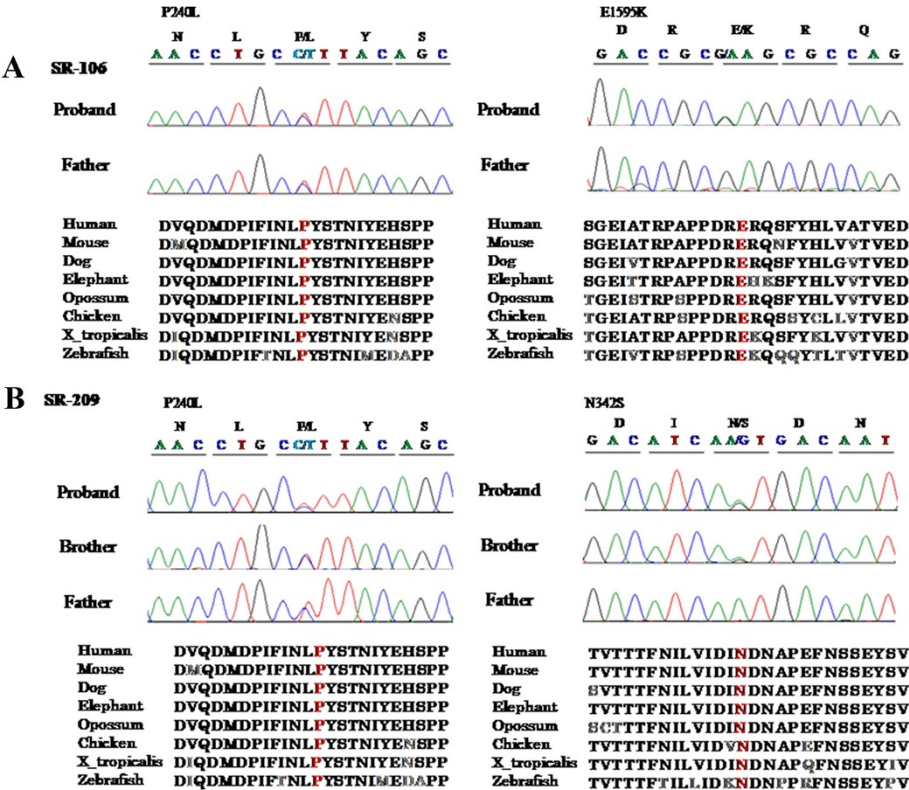 P240L E1595K
N L P/L Y S D R E/K R Q
A A C C T G C C/T T T A C A G C G A C C G C G/A A G C G C C A G
A SR-106
Proband Proband
Father Father
Human DVQDMDPIFINLPYSTNIYEHSPP Human SGEIATRPAPPDRERQSFYHLVATVED
Mouse DMQDMDPIFINLPYSTNIYEHSPP Mouse SGEIATRPAPPDRERQNFYHLVVTVED
Dog DVQDMDPIFINLPYSTNIYEHSPP Dog SGEIVTRPAPPDRERQSFYHLGVTVED
Elephant DVQDMDPIFINLPYSTNIYEHSPP Elephant SGEITTRPAPPDREHKSFYHLVATVED
Opossum DVQDMDPIFINLPYSTNIYEHSPP Opossum TGEISTRPSPPDRERQSFYHLVVTVED
Chicken DVQDMDPIFINLPYSTNIYENSPP Chicken TGEIATRPSPPDRERQSSYCLLVTVED
X_tropicalis DIQDMDPIFINLPYSTNIYENSPP X_tropicalis TGEIATRPAPPDREKQSFYKLTATVED
Zebrafish DIQDMDPIFTNLPYSTNIMEDAPP Zebrafish TGEIVTRPSPPDREKQQQYTLTVTVED
B SR-209 P240L N342S
N L P/L Y S D I N/S D N
A A C C T G C C/T T T A C A G C G A C A T C A A/G T G A C A A T
Proband Proband
Brother Brother
Father Father
Human DVQDMDPIFINLPYSTNIYEHSPP Human TVTTTFNILVIDINDNAPEFNSSEYSV
Mouse DMQDMDPIFINLPYSTNIYEHSPP Mouse TVTTTFNILVIDINDNAPEFNSSEYSV
Dog DVQDMDPIFINLPYSTNIYEHSPP Dog SVTTTFNILVIDINDNAPEFNSSEYSV
Elephant DVQDMDPIFINLPYSTNIYEHSPP Elephant TVTTTFNILVIDINDNAPEFNSSEYSV
Opossum DVQDMDPIFINLPYSTNIYEHSPP Opossum SCTTTFNILVIDINDNAPEFNSSEYSV
Chicken DVQDMDPIFINLPYSTNIYENSPP Chicken TVTTTFNILVIDVNDNAPEFNSSEYSV
X_tropicalis DIQDMDPIFINLPYSTNIYENSPP X_tropicalis TVTTTFNILVIDINDNAPQFNSSEYIV
Zebrafish DIQDMDPIFTNLPYSTNIMEDAPP Zebrafish TVTTTFTILLIDKNDNPPRFNSSEYPV